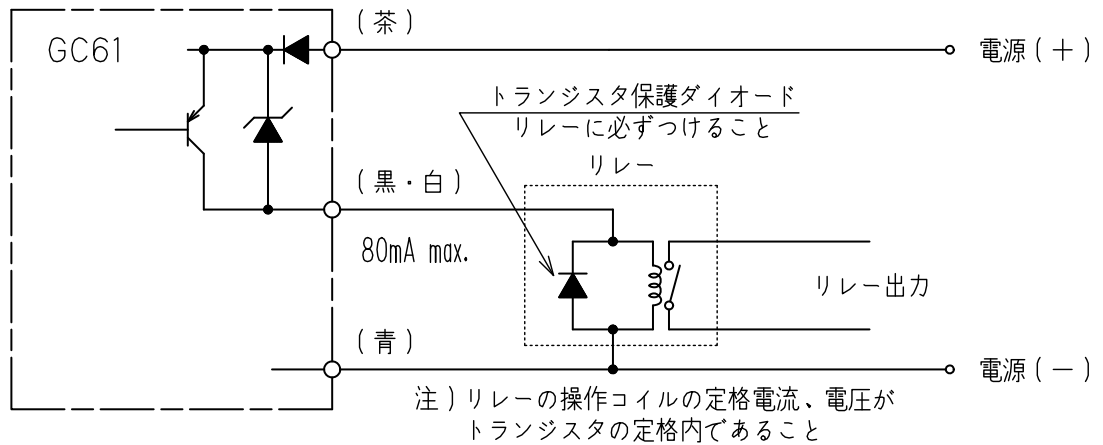 (茶)
GC61
電源(+)
トランジスタ保護ダイオード
リレーに必ずつけること
リレー
(黒・白)
80mA max.
リレー出力
(青)
電源(-)
注)リレーの操作コイルの定格電流、電圧が
トランジスタの定格内であること